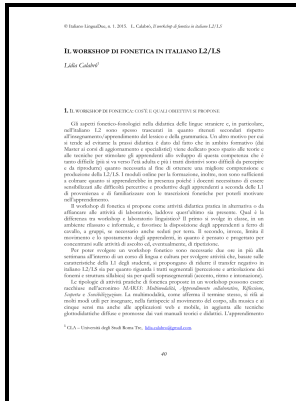 © Italiano LinguaDue, n. 1. 2015. L. Calabrò, Il workshop di fonetica in italiano L2/LS
IL WORKSHOP DI FONETICA IN ITALIANO L2/LS
Lidia Calabrò¹
1. IL WORKSHOP DI FONETICA: COS'È E QUALI OBIETTIVI SI PROPONE
Gli aspetti fonetico-fonologici nella didattica delle lingue straniere e, in particolare,
nell'italiano L2 sono spesso trascurati in quanto ritenuti secondari rispetto
all'insegnamento/apprendimento del lessico e della grammatica. Un altro motivo per cui
si tende ad evitarne la prassi didattica è dato dal fatto che in ambito formativo (dai
Master ai corsi di aggiornamento e specialistici) viene dedicato poco spazio alle teorie e
alle tecniche per stimolare gli apprendenti allo sviluppo di questa competenza che è
tanto difficile (più si va verso l'età adulta e più i tratti distintivi sono difficili da percepire
e da riprodurre) quanto necessaria al fine di ottenere una migliore comprensione e
produzione della L2/LS. I moduli online per la formazione, inoltre, non sono sufficienti
a colmare quanto si apprenderebbe in presenza poiché i docenti necessitano di essere
sensibilizzati alle difficoltà percettive e produttive degli apprendenti a seconda delle L1
di provenienza e di familiarizzare con le trascrizioni fonetiche per poterli motivare
nell'apprendimento.
Il workshop di fonetica si propone come attività didattica pratica in alternativa o da
affiancare alle attività di laboratorio, laddove quest'ultimo sia presente. Qual è la
differenza tra workshop e laboratorio linguistico? Il primo si svolge in classe, in un
ambiente rilassato e informale, e favorisce la disposizione degli apprendenti a ferro di
cavallo, a gruppi, se necessario anche seduti per terra. Il secondo, invece, limita il
movimento e lo spostamento degli apprendenti, in quanto è pensato e progettato per
concentrarsi sulle attività di ascolto ed, eventualmente, di ripetizione.
Per poter svolgere un workshop fonetico sono necessarie due ore in più alla
settimana all'interno di un corso di lingua e cultura per svolgere attività che, basate sulle
caratteristiche della L1 degli studenti, si propongano di ridurre il transfer negativo in
italiano L2/LS sia per quanto riguarda i tratti segmentali (percezione e articolazione dei
fonemi e struttura sillabica) sia per quelli soprasegmentali (accento, ritmo e intonazione).
Le tipologie di attività pratiche di fonetica proposte in un workshop possono essere
racchiuse nell'acronimo MARSS: Multimodalità, Apprendimento collaborativo, Riflessione,
Scoperta e Sensibilizzazione. La multimodalità, come afferma il termine stesso, si rifà ai
molti modi utili per insegnare, nella fattispecie: al movimento del corpo, alla musica e ai
cinque sensi ma anche alle applicazioni web e mobile, in aggiunta alle tecniche
glottodidattiche diffuse e promosse dai vari manuali teorici e didattici. L'apprendimento
¹ CLA – Università degli Studi Roma Tre, lidia.calabro@gmail.com
40